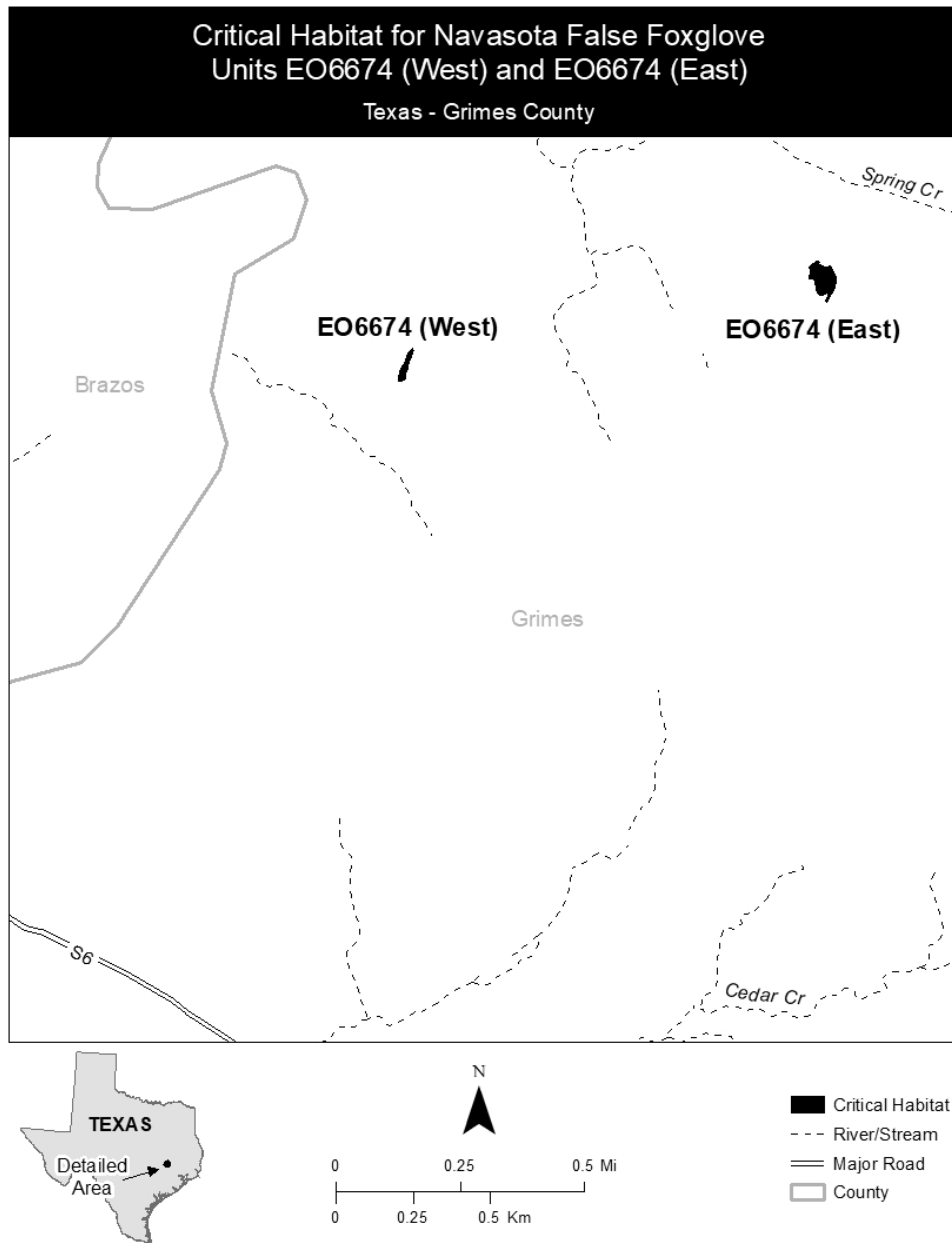 Critical Habitat for Navasota False Foxglove
Units EO6674 (West) and EO6674 (East)
Texas - Grimes County
Spring Cr
EO6674 (West)
EO6674 (East)
Brazos
Grimes
S6
Cedar Cr
TEXAS
Detailed
Area
N
0 0.25 0.5 Mi
0 0.25 0.5 Km
Critical Habitat
River/Stream
Major Road
County